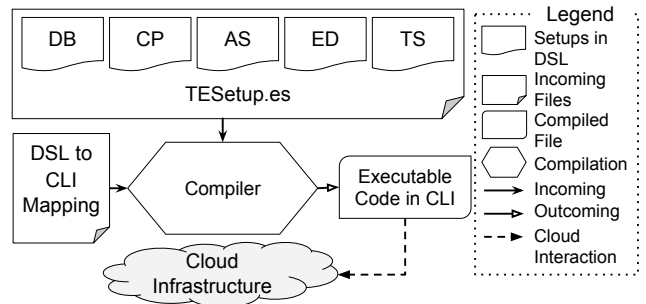 DB
CP
AS
ED
TS
TESetup.es
DSL to
CLI
Mapping
Compiler
Executable
Code in CLI
Cloud
Infrastructure
Legend
Setups in
DSL
Incoming
Files
Compiled
File
Compilation
Incoming
Outcoming
Cloud
Interaction